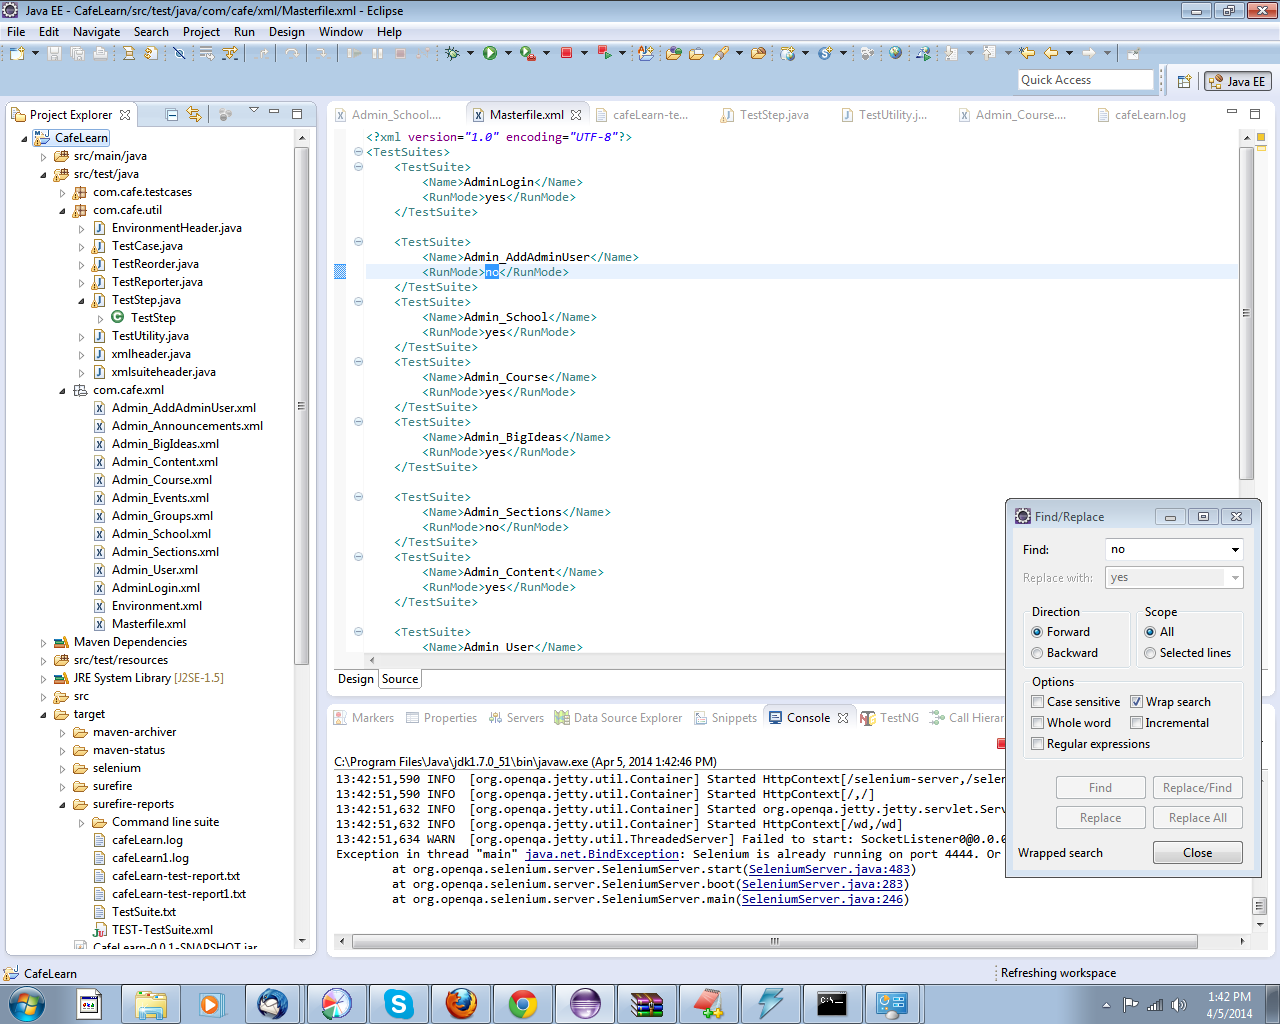 Java EE - CafeLearn/src/test/java/com/cafe/xml/Masterfile.xml - Eclipse
File Edit Navigate Search Project Run Design Window Help
Quick Access
Java EE
Project Explorer
CafeLearn
src/main/java
src/test/java
com.cafe.testcases
com.cafe.util
EnvironmentHeader.java
TestCase.java
TestReorder.java
TestReporter.java
TestStep.java
TestStep
TestUtility.java
xmlheader.java
xmlsuiteheader.java
com.cafe.xml
Admin_AddAdminUser.xml
Admin_Announcements.xml
Admin_BigIdeas.xml
Admin_Content.xml
Admin_Course.xml
Admin_Events.xml
Admin_Groups.xml
Admin_School.xml
Admin_Sections.xml
Admin_User.xml
AdminLogin.xml
Environment.xml
Masterfile.xml
Maven Dependencies
src/test/resources
JRE System Library [J2SE-1.5]
src
target
maven-archiver
maven-status
selenium
surefire
surefire-reports
Command line suite
cafeLearn.log
cafeLearn1.log
cafeLearn-test-report.txt
cafeLearn-test-report1.txt
TestSuite.txt
TEST-TestSuite.xml
CafeLearn-0.0.1-SNAPSHOT.jar
Admin_School.... Masterfile.xml cafeLearn-te... TestStep.java TestUtility.j... Admin_Course.... cafeLearn.log
<?xml version="1.0" encoding="UTF-8"?>
<TestSuites>
<TestSuite>
<Name>AdminLogin</Name>
<RunMode>yes</RunMode>
</TestSuite>
<TestSuite>
<Name>Admin_AddAdminUser</Name>
<RunMode>no</RunMode>
</TestSuite>
<TestSuite>
<Name>Admin_School</Name>
<RunMode>yes</RunMode>
</TestSuite>
<TestSuite>
<Name>Admin_Course</Name>
<RunMode>yes</RunMode>
</TestSuite>
<TestSuite>
<Name>Admin_BigIdeas</Name>
<RunMode>yes</RunMode>
</TestSuite>
<TestSuite>
<Name>Admin_Sections</Name>
<RunMode>no</RunMode>
</TestSuite>
<TestSuite>
<Name>Admin_Content</Name>
<RunMode>yes</RunMode>
</TestSuite>
<TestSuite>
<Name>Admin_User</Name>
Design Source
Find/Replace
Find: no
Replace with: yes
Direction
Forward
Backward
Scope
All
Selected lines
Options
Case sensitive
Wrap search
Whole word
Incremental
Regular expressions
Find
Replace/Find
Replace
Replace All
Wrapped search
Close
Markers Properties Servers Data Source Explorer Snippets Console TestNG Call Hierar
C:\Program Files\Java\jdk1.7.0_51\bin\javaw.exe (Apr 5, 2014 1:42:46 PM)
13:42:51,590 INFO [org.openqa.jetty.util.Container] Started HttpContext[/selenium-server,/selen
13:42:51,590 INFO [org.openqa.jetty.util.Container] Started HttpContext[/,/]
13:42:51,632 INFO [org.openqa.jetty.util.Container] Started org.openqa.jetty.jetty.servlet.Serv
13:42:51,632 INFO [org.openqa.jetty.util.Container] Started HttpContext[/wd,/wd]
13:42:51,634 WARN [org.openqa.jetty.util.ThreadedServer] Failed to start: SocketListener0@0.0.0
Exception in thread "main" java.net.BindException: Selenium is already running on port 4444. Or
at org.openqa.selenium.server.SeleniumServer.start(SeleniumServer.java:483)
at org.openqa.selenium.server.SeleniumServer.boot(SeleniumServer.java:283)
at org.openqa.selenium.server.SeleniumServer.main(SeleniumServer.java:246)
CafeLearn
Refreshing workspace
1:42 PM
4/5/2014